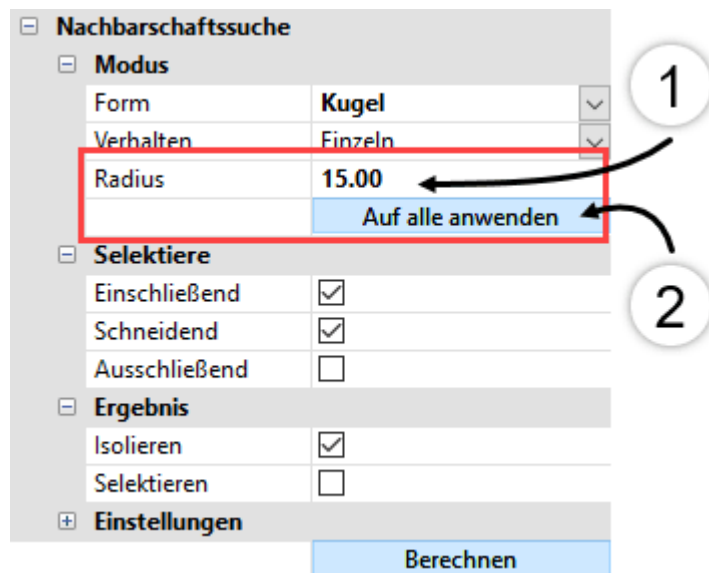 Nachbarschaftssuche
Modus
Form Kugel
Verhalten Einzeln
Radius 15.00
Auf alle anwenden
Selektiere
Einschließend
Schneidend
Ausschließend
Ergebnis
Isolieren
Selektieren
Einstellungen
Berechnen
1
2